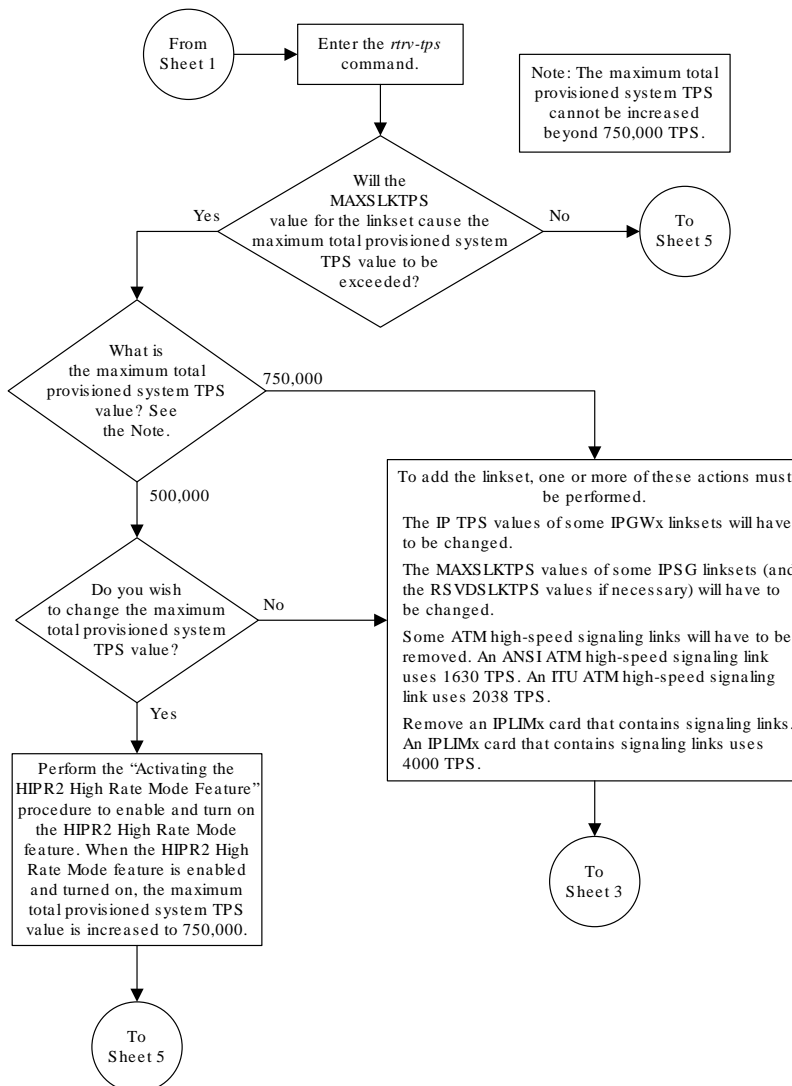 From
Sheet 1
Enter the rtrv-tps
command.
Note: The maximum total
provisioned system TPS
cannot be increased
beyond 750,000 TPS.
Will the
MAXSLKTPS
value for the linkset cause the
maximum total provisioned system
TPS value to be
exceeded?
Yes
No
To
Sheet 5
What is
the maximum total
provisioned system TPS
value? See
the Note.
750,000
500,000
To add the linkset, one or more of these actions must
be performed.
The IP TPS values of some IPGWx linksets will have
to be changed.
The MAXSLKTPS values of some IPSG linksets (and
the RSVDSLKTPS values if necessary) will have to
be changed.
Some ATM high-speed signaling links will have to be
removed. An ANSI ATM high-speed signaling link
uses 1630 TPS. An ITU ATM high-speed signaling
link uses 2038 TPS.
Remove an IPLIMx card that contains signaling links.
An IPLIMx card that contains signaling links uses
4000 TPS.
Do you wish
to change the maximum
total provisioned system
TPS value?
No
Yes
Perform the “Activating the
HIPR2 High Rate Mode Feature”
procedure to enable and turn on
the HIPR2 High Rate Mode
feature. When the HIPR2 High
Rate Mode feature is enabled
and turned on, the maximum
total provisioned system TPS
value is increased to 750,000.
To
Sheet 3
To
Sheet 5